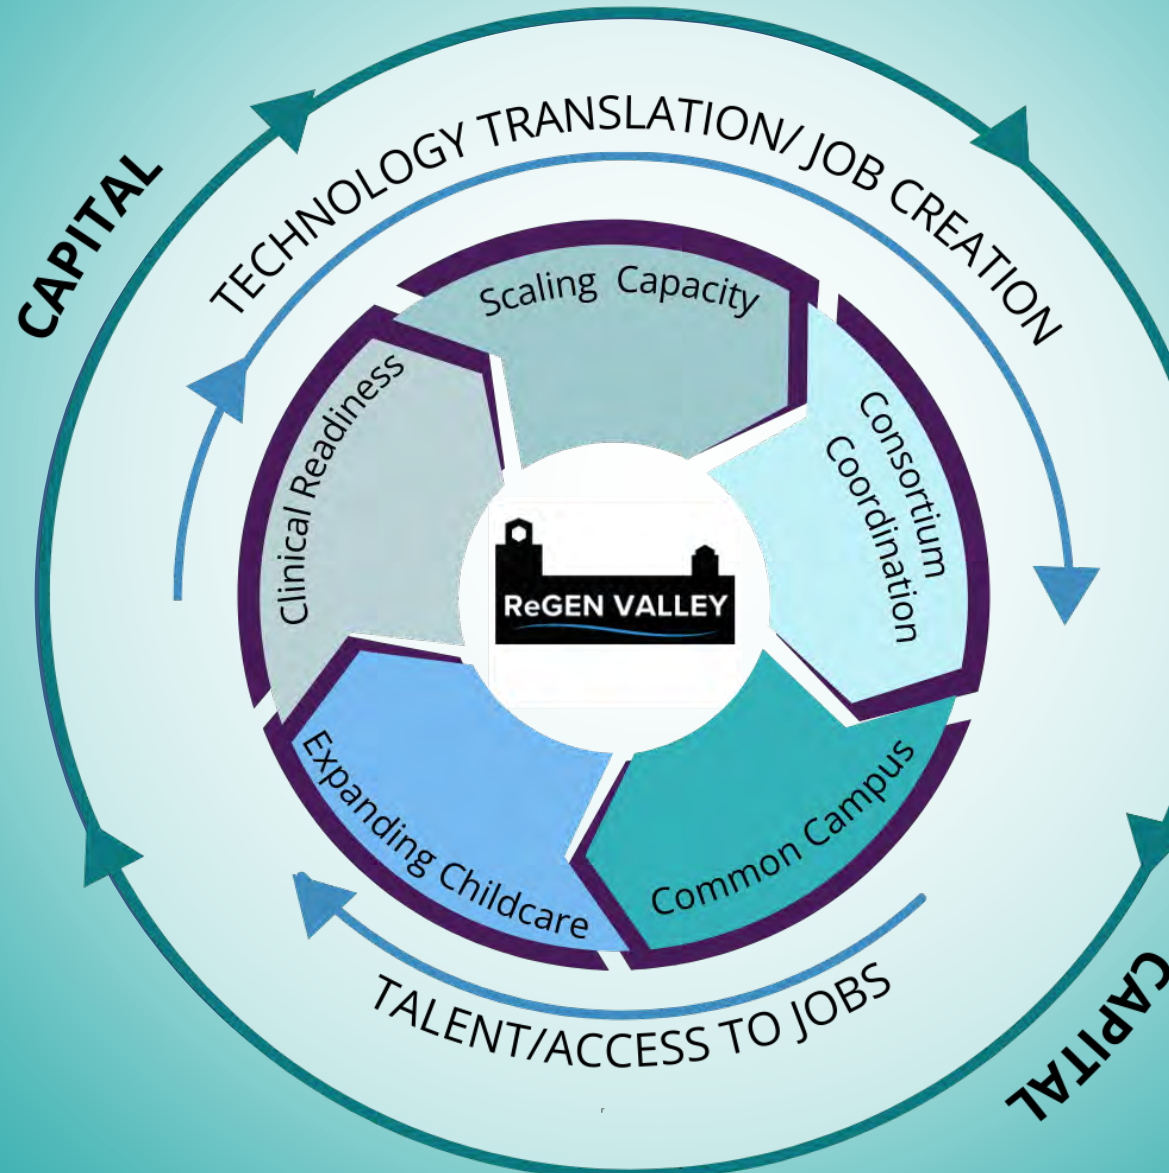 CAPITAL
TECHNOLOGY TRANSLATION/ JOB CREATION
Scaling Capacity
Clinical Readiness
Consortium
Coordination
ReGEN VALLEY
Expanding Childcare
Common Campus
TALENT/ACCESS TO JOBS
CAPITAL
r